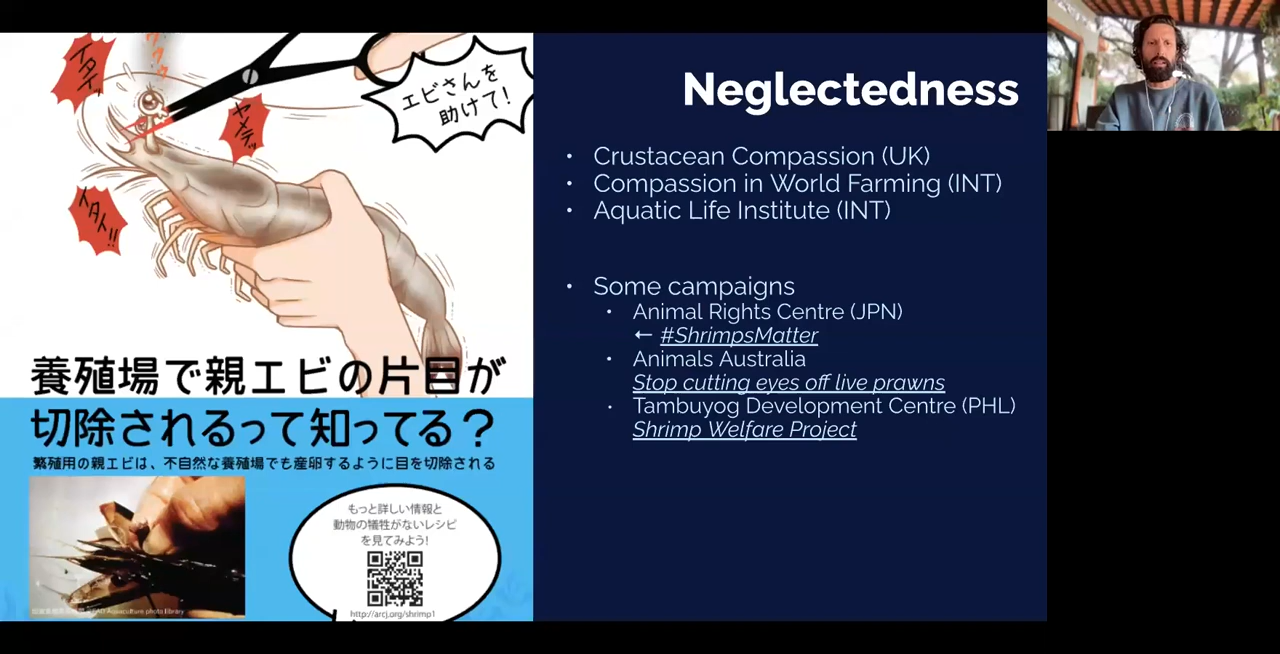 イタイ
ヤメテッ
イタイ!!
エビさんを
助けて!
養殖場で親エビの片目が
切除されるって知ってる?
繁殖用の親エビは、不自然な養殖場でも産卵するように目を切除される
もっと詳しい情報と
動物の犠牲がないレシピ
を見てみよう!
http://arcj.org/shrimp1
Aquaculture photo library
Neglectedness
• Crustacean Compassion (UK)
• Compassion in World Farming (INT)
• Aquatic Life Institute (INT)
• Some campaigns
• Animal Rights Centre (JPN)
← #ShrimpsMatter
• Animals Australia
Stop cutting eyes off live prawns
• Tambuyog Development Centre (PHL)
Shrimp Welfare Project